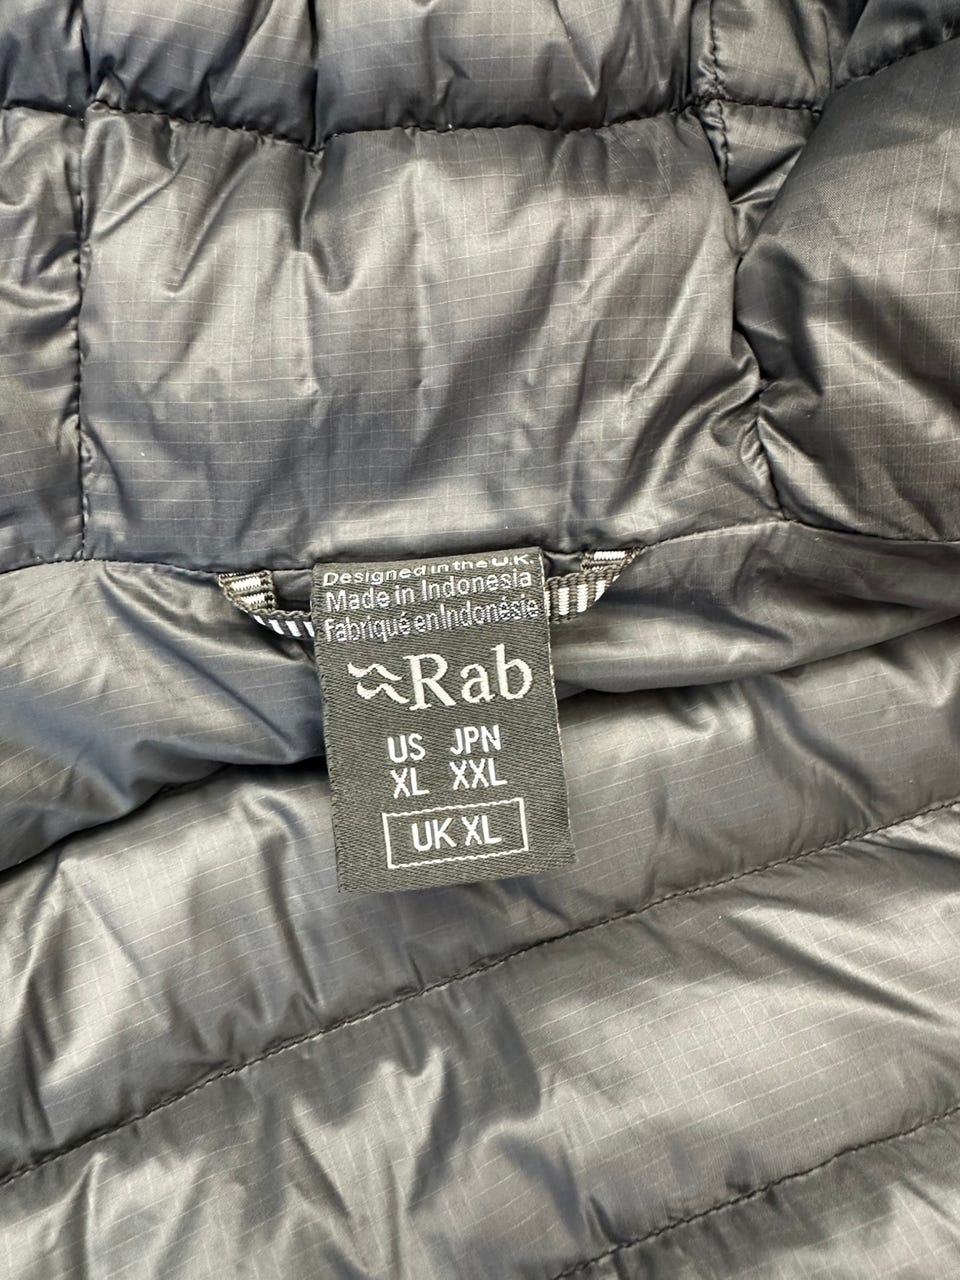 Designed in the U.K.
Made in Indonesia
Fabriqué en Indonésie
Rab
US JPN
XL XXL
UK XL